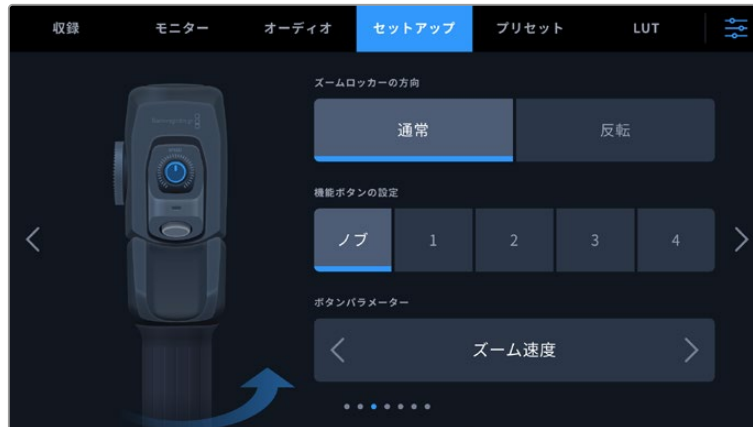 収録 モニター オーディオ セットアップ プリセット LUT
ズームロッカーの方向
通常 反転
機能ボタンの設定
ノブ 1 2 3 4
ボタンパラメーター
ズーム速度